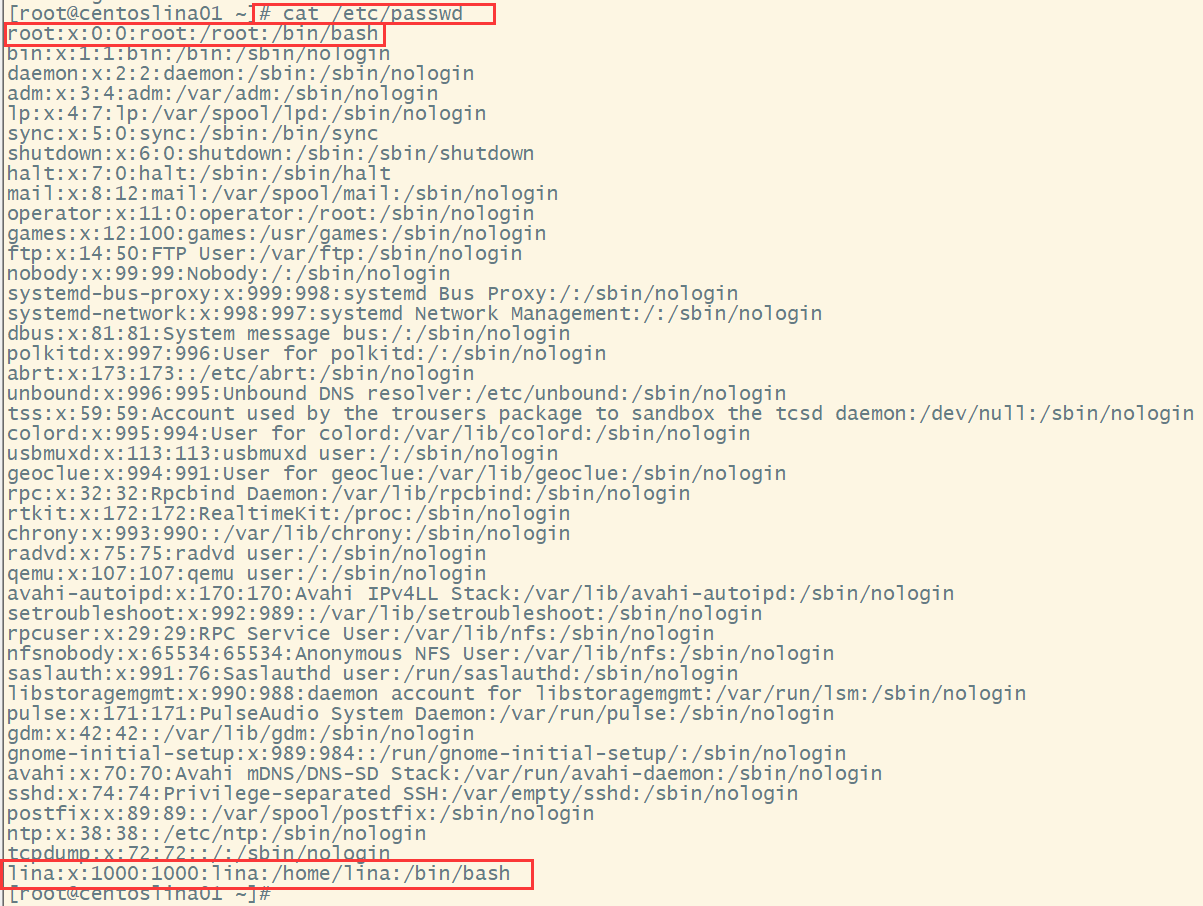 [root@centoslina01 ~]# cat /etc/passwd
root:x:0:0:root:/root:/bin/bash
bin:x:1:1:bin:/bin:/sbin/nologin
daemon:x:2:2:daemon:/sbin:/sbin/nologin
adm:x:3:4:adm:/var/adm:/sbin/nologin
lp:x:4:7:lp:/var/spool/lpd:/sbin/nologin
sync:x:5:0:sync:/sbin:/bin/sync
shutdown:x:6:0:shutdown:/sbin:/sbin/shutdown
halt:x:7:0:halt:/sbin:/sbin/halt
mail:x:8:12:mail:/var/spool/mail:/sbin/nologin
operator:x:11:0:operator:/root:/sbin/nologin
games:x:12:100:games:/usr/games:/sbin/nologin
ftp:x:14:50:FTP User:/var/ftp:/sbin/nologin
nobody:x:99:99:Nobody:/:/sbin/nologin
systemd-bus-proxy:x:999:998:systemd Bus Proxy:/:/sbin/nologin
systemd-network:x:998:997:systemd Network Management:/:/sbin/nologin
dbus:x:81:81:System message bus:/:/sbin/nologin
polkitd:x:997:996:User for polkitd:/:/sbin/nologin
abrt:x:173:173::/etc/abrt:/sbin/nologin
unbound:x:996:995:Unbound DNS resolver:/etc/unbound:/sbin/nologin
tss:x:59:59:Account used by the trousers package to sandbox the tcsd daemon:/dev/null:/sbin/nologin
colord:x:995:994:User for colord:/var/lib/colord:/sbin/nologin
usbmuxd:x:113:113:usbmuxd user:/:/sbin/nologin
geoclue:x:994:991:User for geoclue:/var/lib/geoclue:/sbin/nologin
rpc:x:32:32:Rpcbind Daemon:/var/lib/rpcbind:/sbin/nologin
rtkit:x:172:172:RealtimeKit:/proc:/sbin/nologin
chrony:x:993:990::/var/lib/chrony:/sbin/nologin
radvd:x:75:75:radvd user:/:/sbin/nologin
qemu:x:107:107:qemu user:/:/sbin/nologin
avahi-autoipd:x:170:170:Avahi IPv4LL Stack:/var/lib/avahi-autoipd:/sbin/nologin
setroubleshoot:x:992:989::/var/lib/setroubleshoot:/sbin/nologin
rpcuser:x:29:29:RPC Service User:/var/lib/nfs:/sbin/nologin
nfsnobody:x:65534:65534:Anonymous NFS User:/var/lib/nfs:/sbin/nologin
saslauth:x:991:76:Saslauthd user:/run/saslauthd:/sbin/nologin
libstoragemgmt:x:990:988:daemon account for libstoragemgmt:/var/run/lsm:/sbin/nologin
pulse:x:171:171:PulseAudio System Daemon:/var/run/pulse:/sbin/nologin
gdm:x:42:42::/var/lib/gdm:/sbin/nologin
gnome-initial-setup:x:989:984::/run/gnome-initial-setup/:/sbin/nologin
avahi:x:70:70:Avahi mDNS/DNS-SD Stack:/var/run/avahi-daemon:/sbin/nologin
sshd:x:74:74:Privilege-separated SSH:/var/empty/sshd:/sbin/nologin
postfix:x:89:89::/var/spool/postfix:/sbin/nologin
ntp:x:38:38::/etc/ntp:/sbin/nologin
tcpdump:x:72:72::/:/sbin/nologin
lina:x:1000:1000:lina:/home/lina:/bin/bash
[root@centoslina01 ~]#